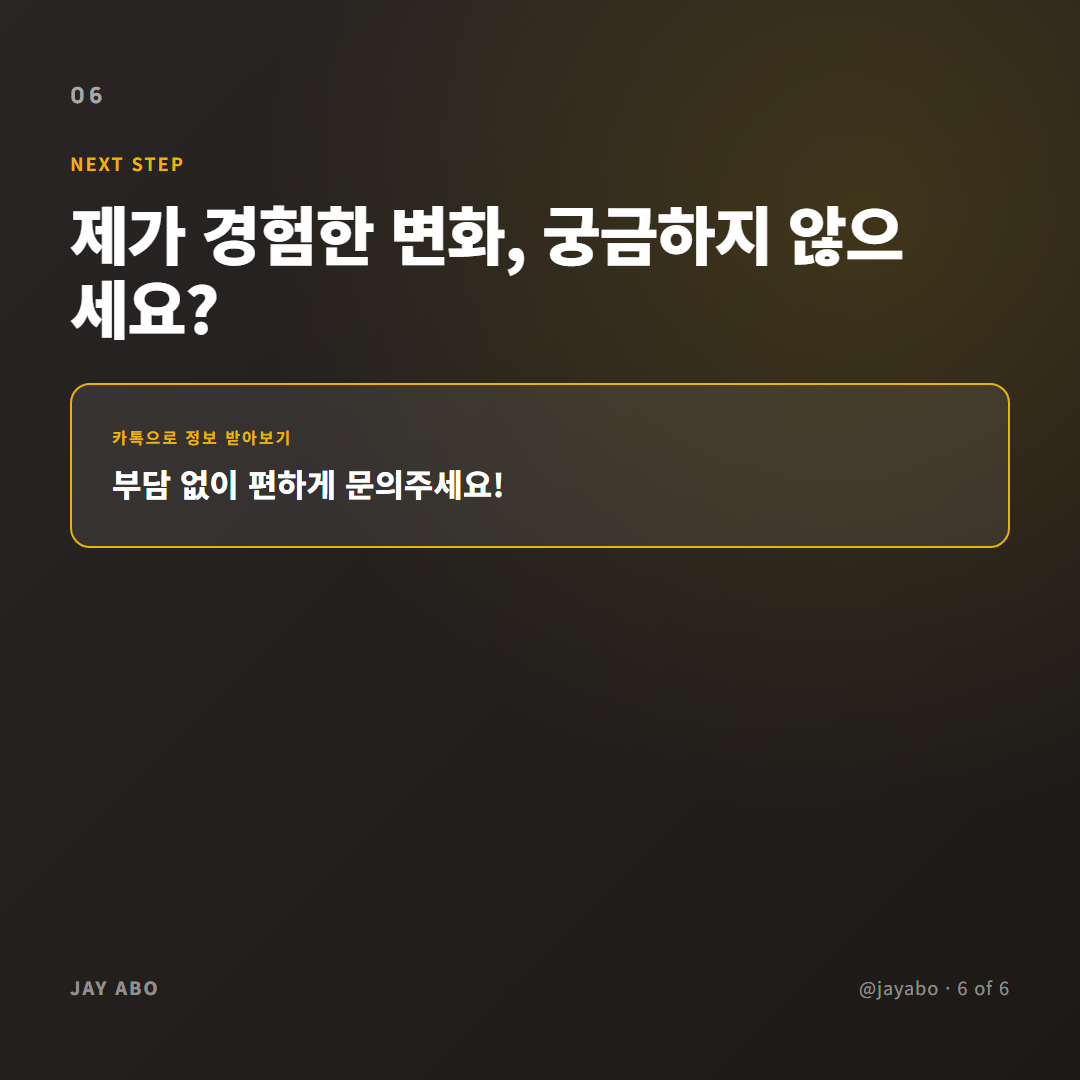 06
NEXT STEP
제가 경험한 변화, 궁금하지 않으
세요?
카톡으로 정보 받아보기
부담 없이 편하게 문의주세요!
JAY ABO
@jayabo · 6 of 6